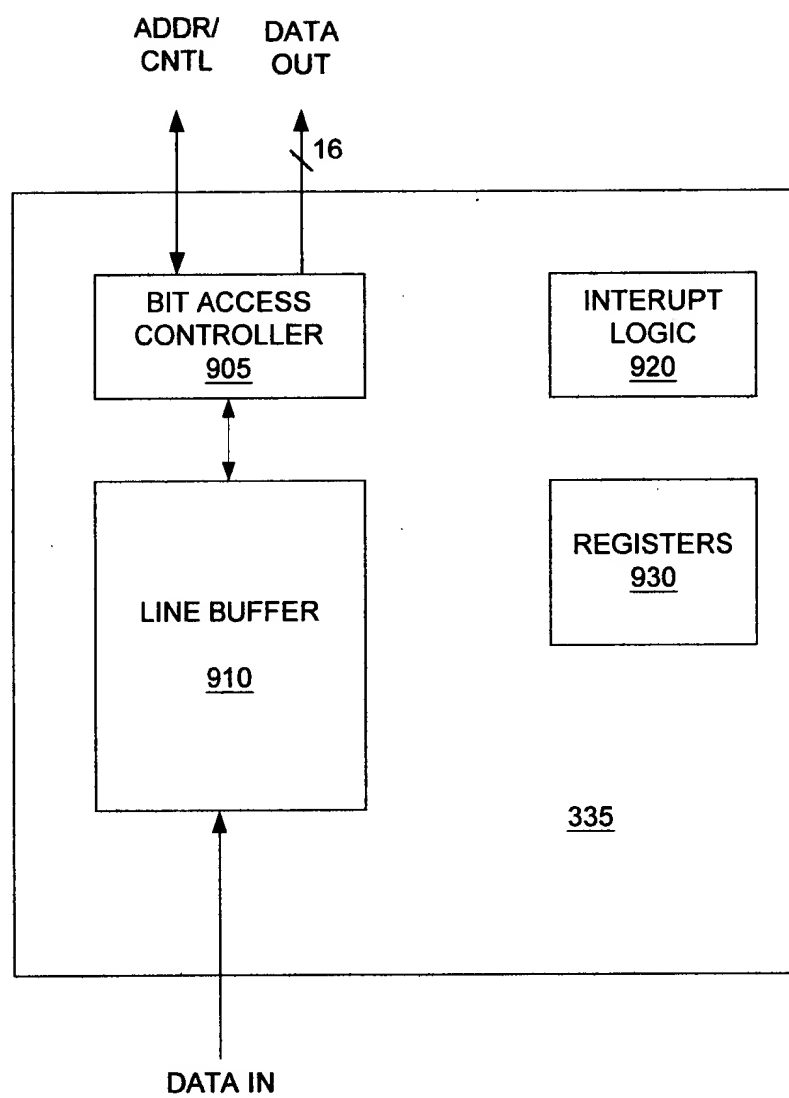 ADDR/
CNTL
DATA
OUT
16
BIT ACCESS
CONTROLLER
905
INTERUPT
LOGIC
920
LINE BUFFER
910
REGISTERS
930
335
DATA IN